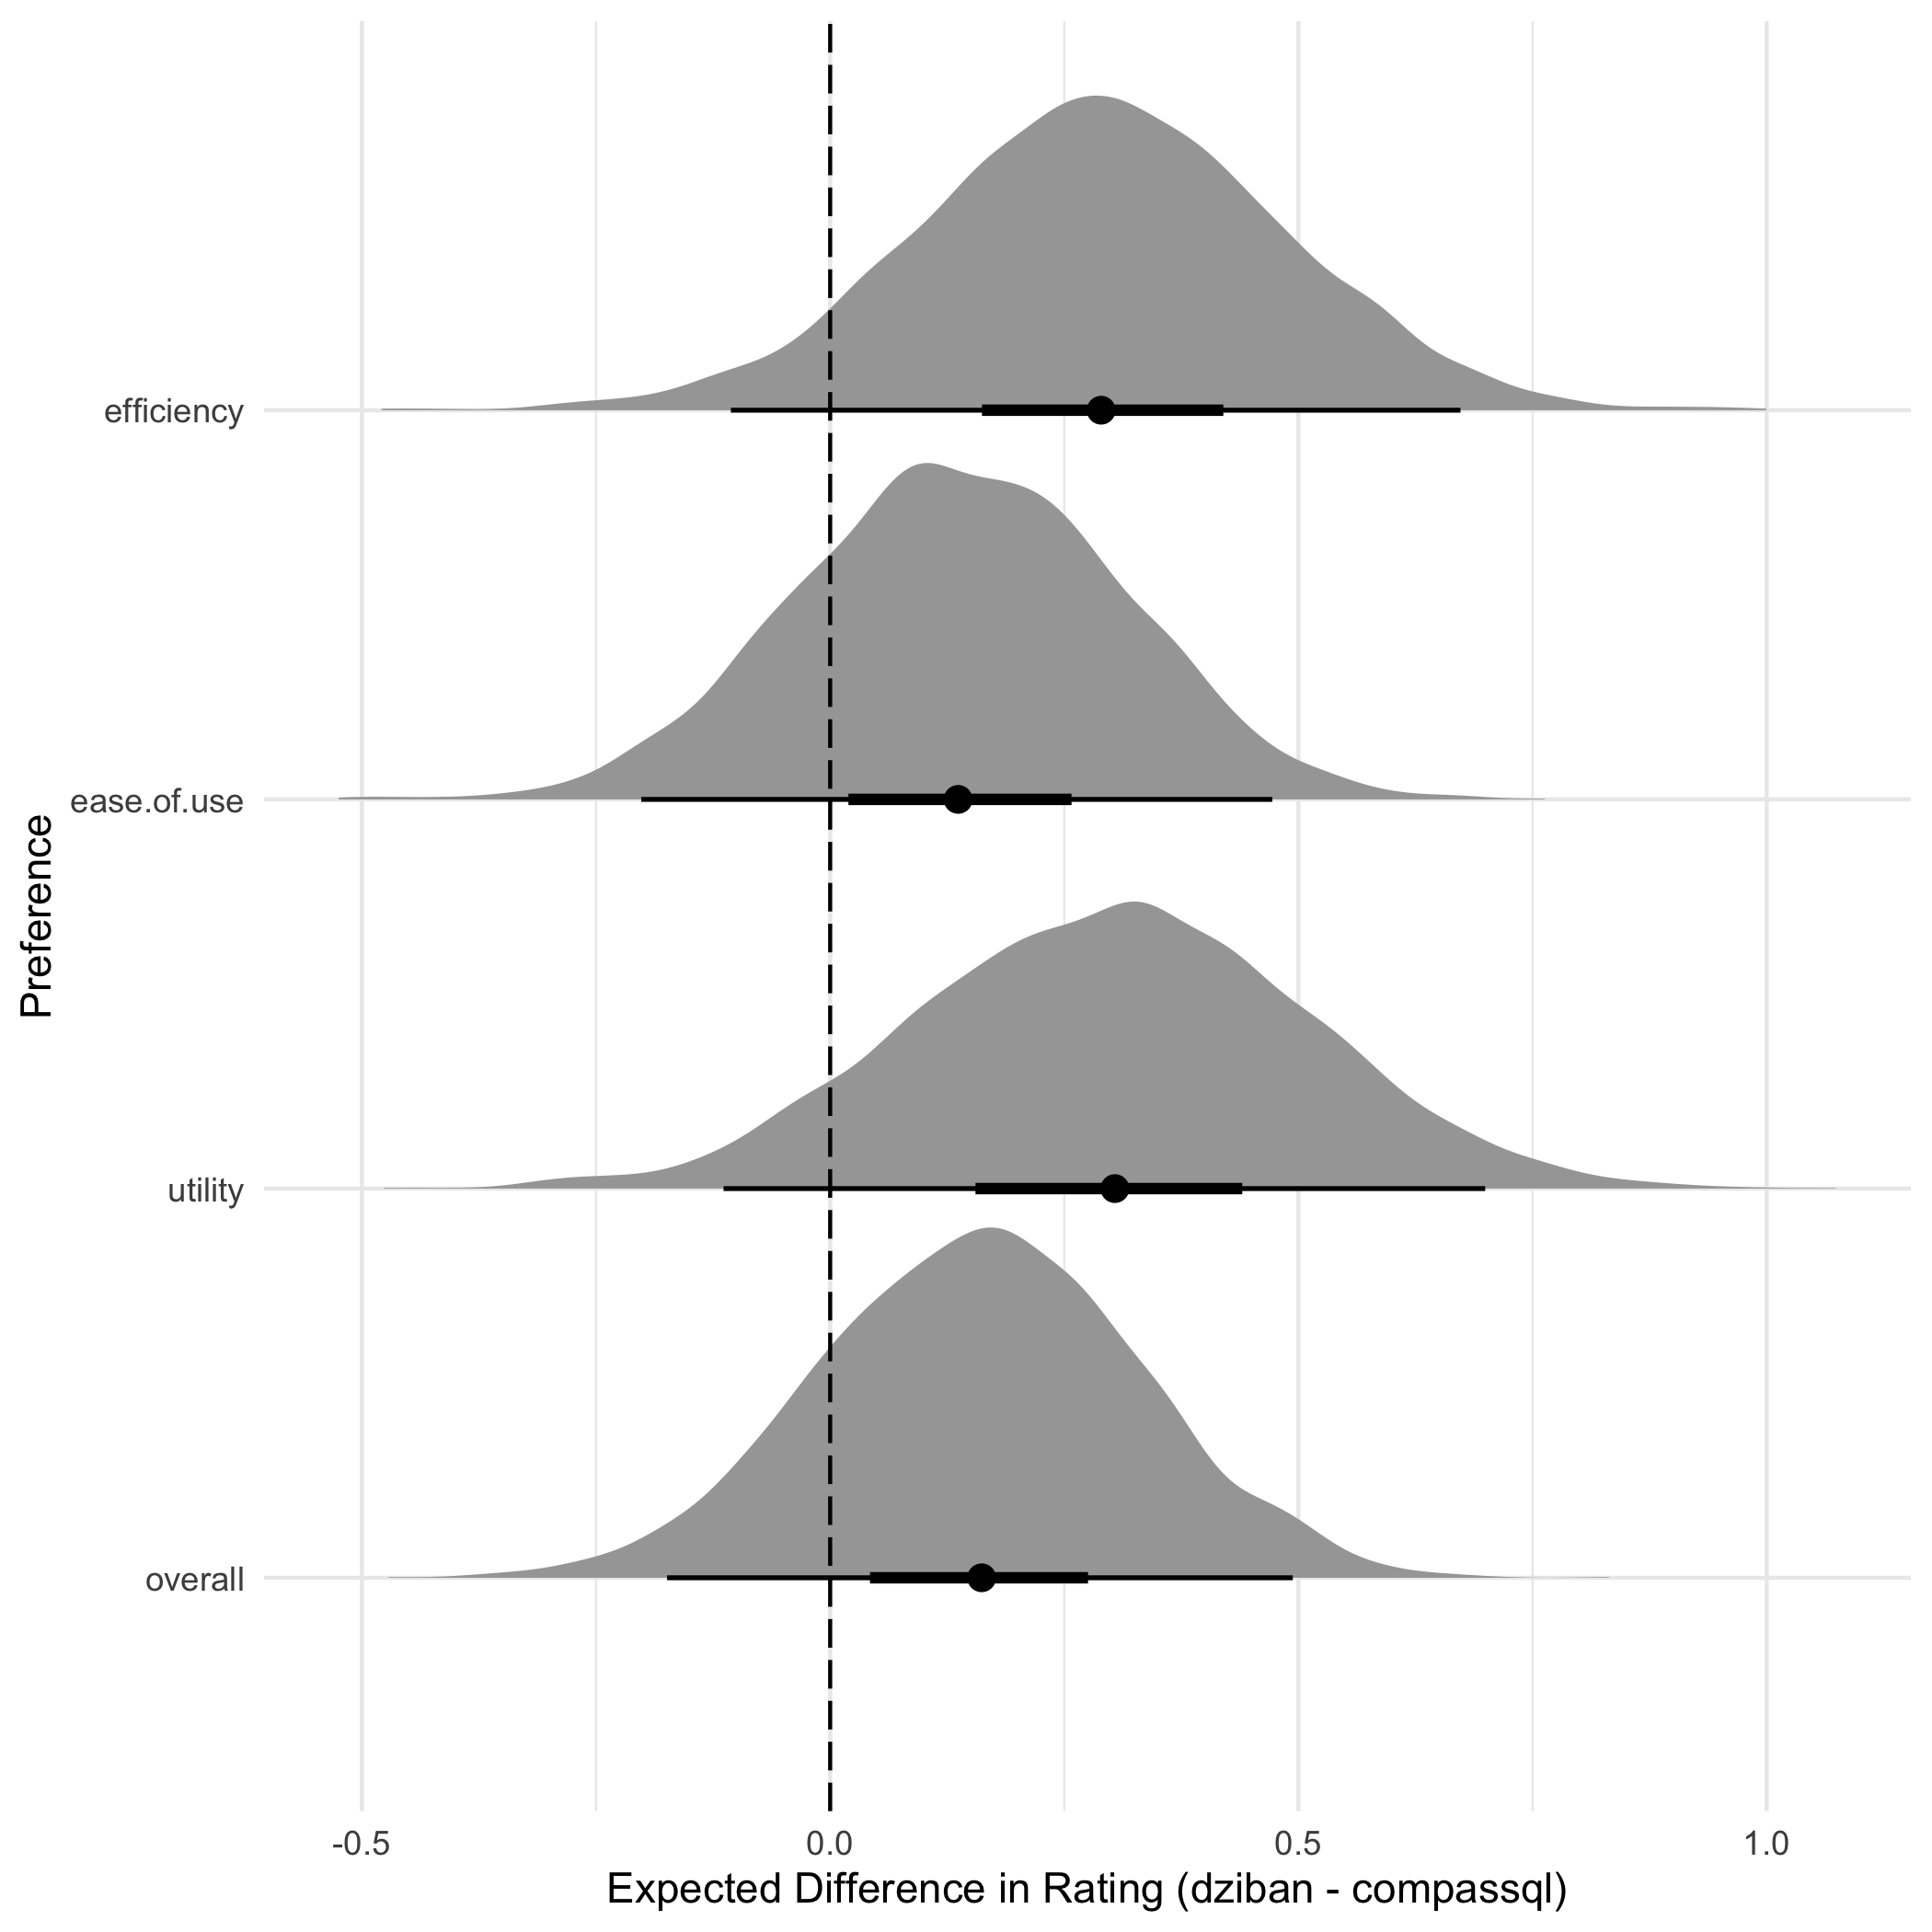 Preference
efficiency
ease.of.use
utility
overall
-0.5 0.0 0.5 1.0
Expected Difference in Rating (dziban - compassql)